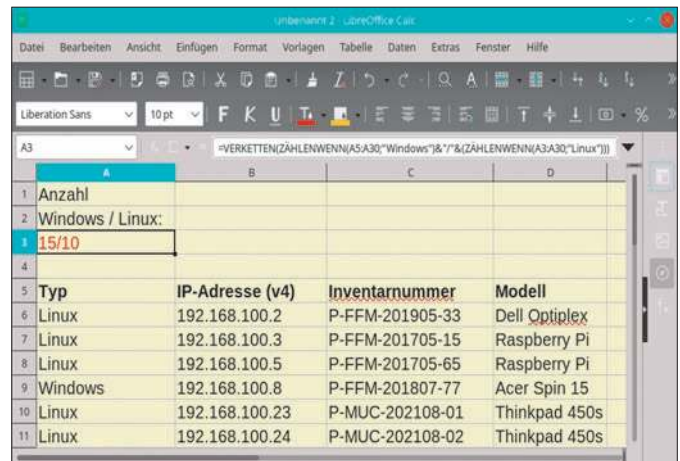 Unbenannt 2 - LibreOffice Calc
Datei Bearbeiten Ansicht Einfügen Format Vorlagen Tabelle Daten Extras Fenster Hilfe
Liberation Sans 10 pt F K U
A3 =VERKETTEN(ZÄHLENWENN(A5:A30;"Windows")&"/"&(ZÄHLENWENN(A3:A30;"Linux")))
A B C D
1 Anzahl
2 Windows / Linux:
3 15/10
4
5 Typ IP-Adresse (v4) Inventarnummer Modell
6 Linux 192.168.100.2 P-FFM-201905-33 Dell Optiplex
7 Linux 192.168.100.3 P-FFM-201705-15 Raspberry Pi
8 Linux 192.168.100.5 P-FFM-201705-65 Raspberry Pi
9 Windows 192.168.100.8 P-FFM-201807-77 Acer Spin 15
10 Linux 192.168.100.23 P-MUC-202108-01 Thinkpad 450s
11 Linux 192.168.100.24 P-MUC-202108-02 Thinkpad 450s